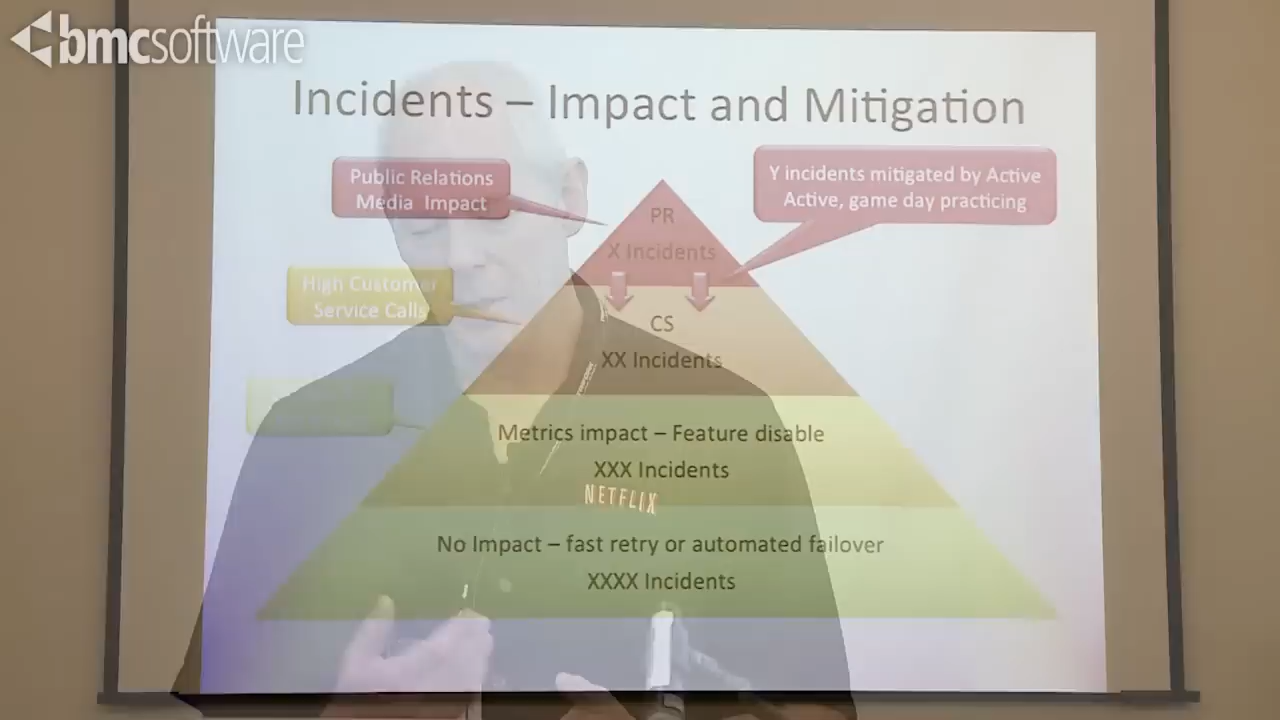 bmcsoftware
Incidents – Impact and Mitigation
Public Relations
Media Impact
Y incidents mitigated by Active
Active, game day practicing
PR
X Incidents
High Customer
Service Calls
CS
XX Incidents
Metrics impact – Feature disable
XXX Incidents
NETFLIX
No Impact – fast retry or automated failover
XXXX Incidents